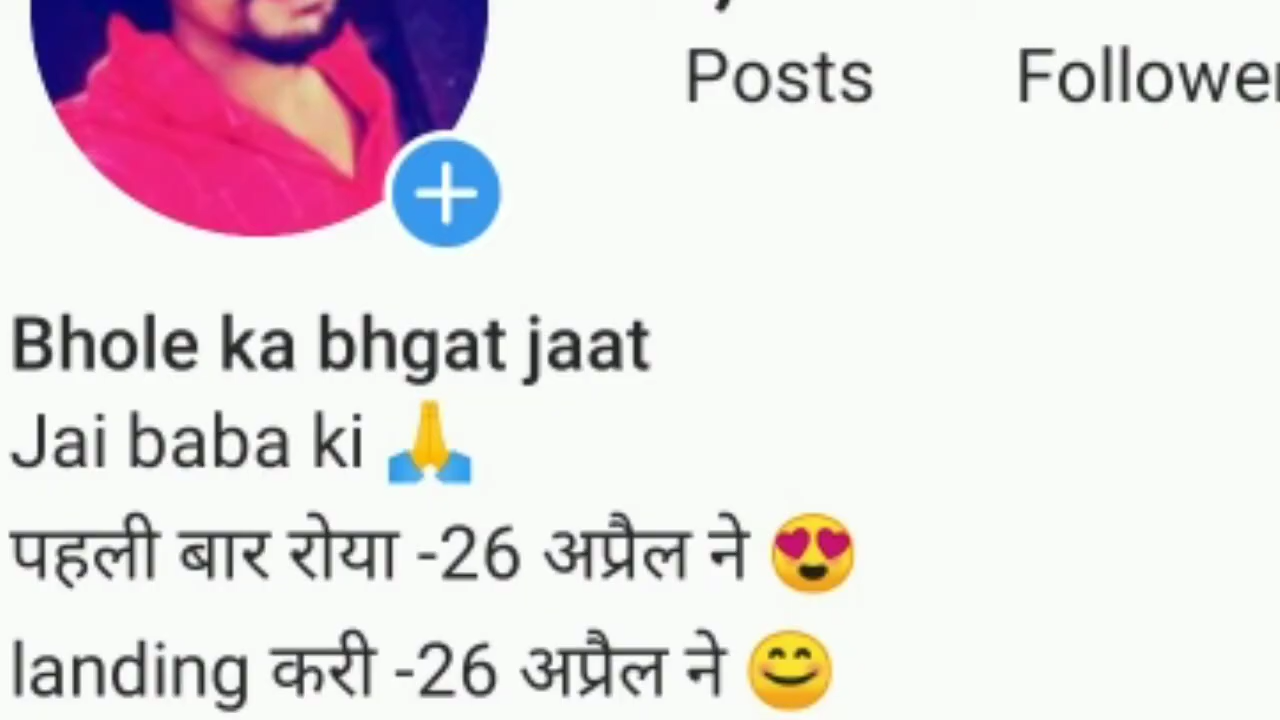 Posts Follower
Bhole ka bhgat jaat
Jai baba ki 🙏
पहली बार रोया -26 अप्रैल ने 😍
landing करी -26 अप्रैल ने 😊